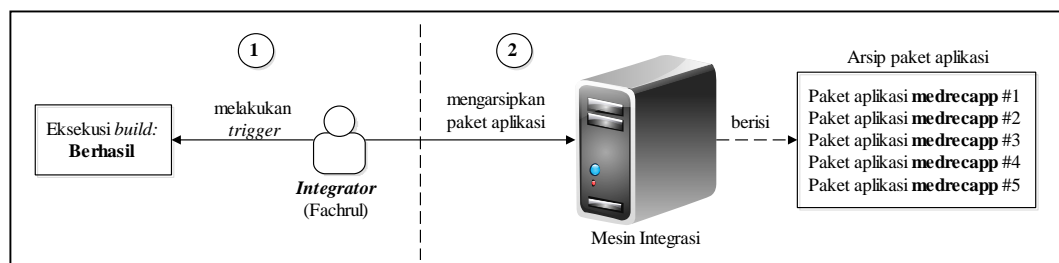 1
melakukan
trigger
Eksekusi build:
Berhasil
Integrator
(Fachrul)
2
mengarsipkan
paket aplikasi
Mesin Integrasi
berisi
Arsip paket aplikasi
Paket aplikasi medrecapp #1
Paket aplikasi medrecapp #2
Paket aplikasi medrecapp #3
Paket aplikasi medrecapp #4
Paket aplikasi medrecapp #5